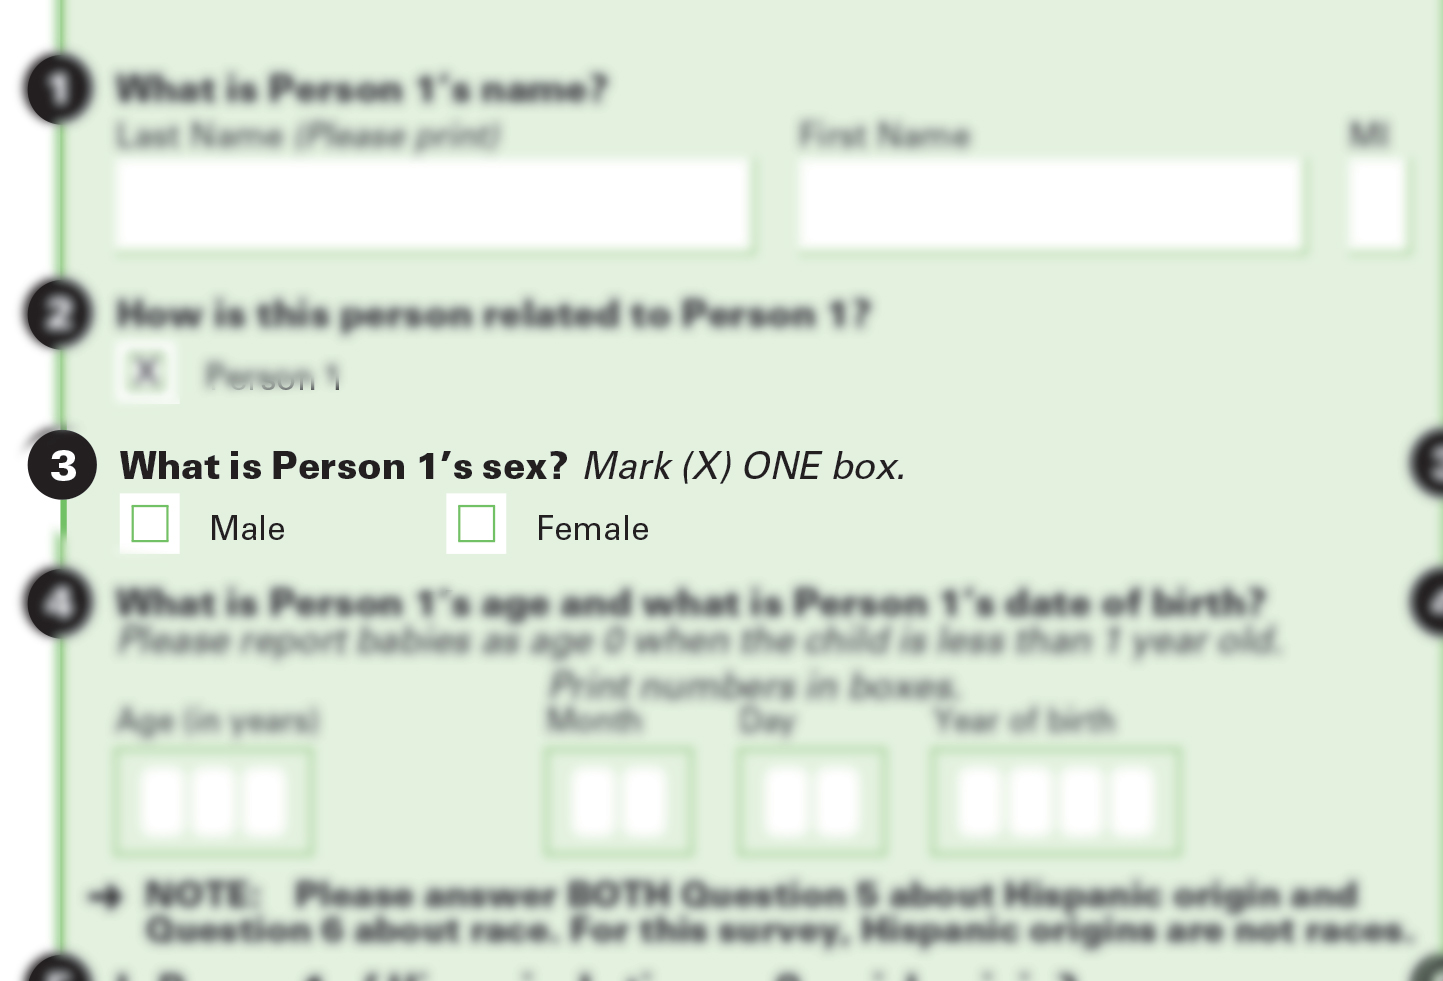 1 What is Person 1's name?
Last Name (Please print) First Name MI
2 How is this person related to Person 1?
X Person 1
3 What is Person 1’s sex? Mark (X) ONE box.
Male Female
4 What is Person 1's age and what is Person 1's date of birth?
Please report babies as age 0 when the child is less than 1 year old.
Print numbers in boxes.
Age (in years) Month Day Year of birth
→ NOTE: Please answer BOTH Question 5 about Hispanic origin and
Question 6 about race. For this survey, Hispanic origins are not races.